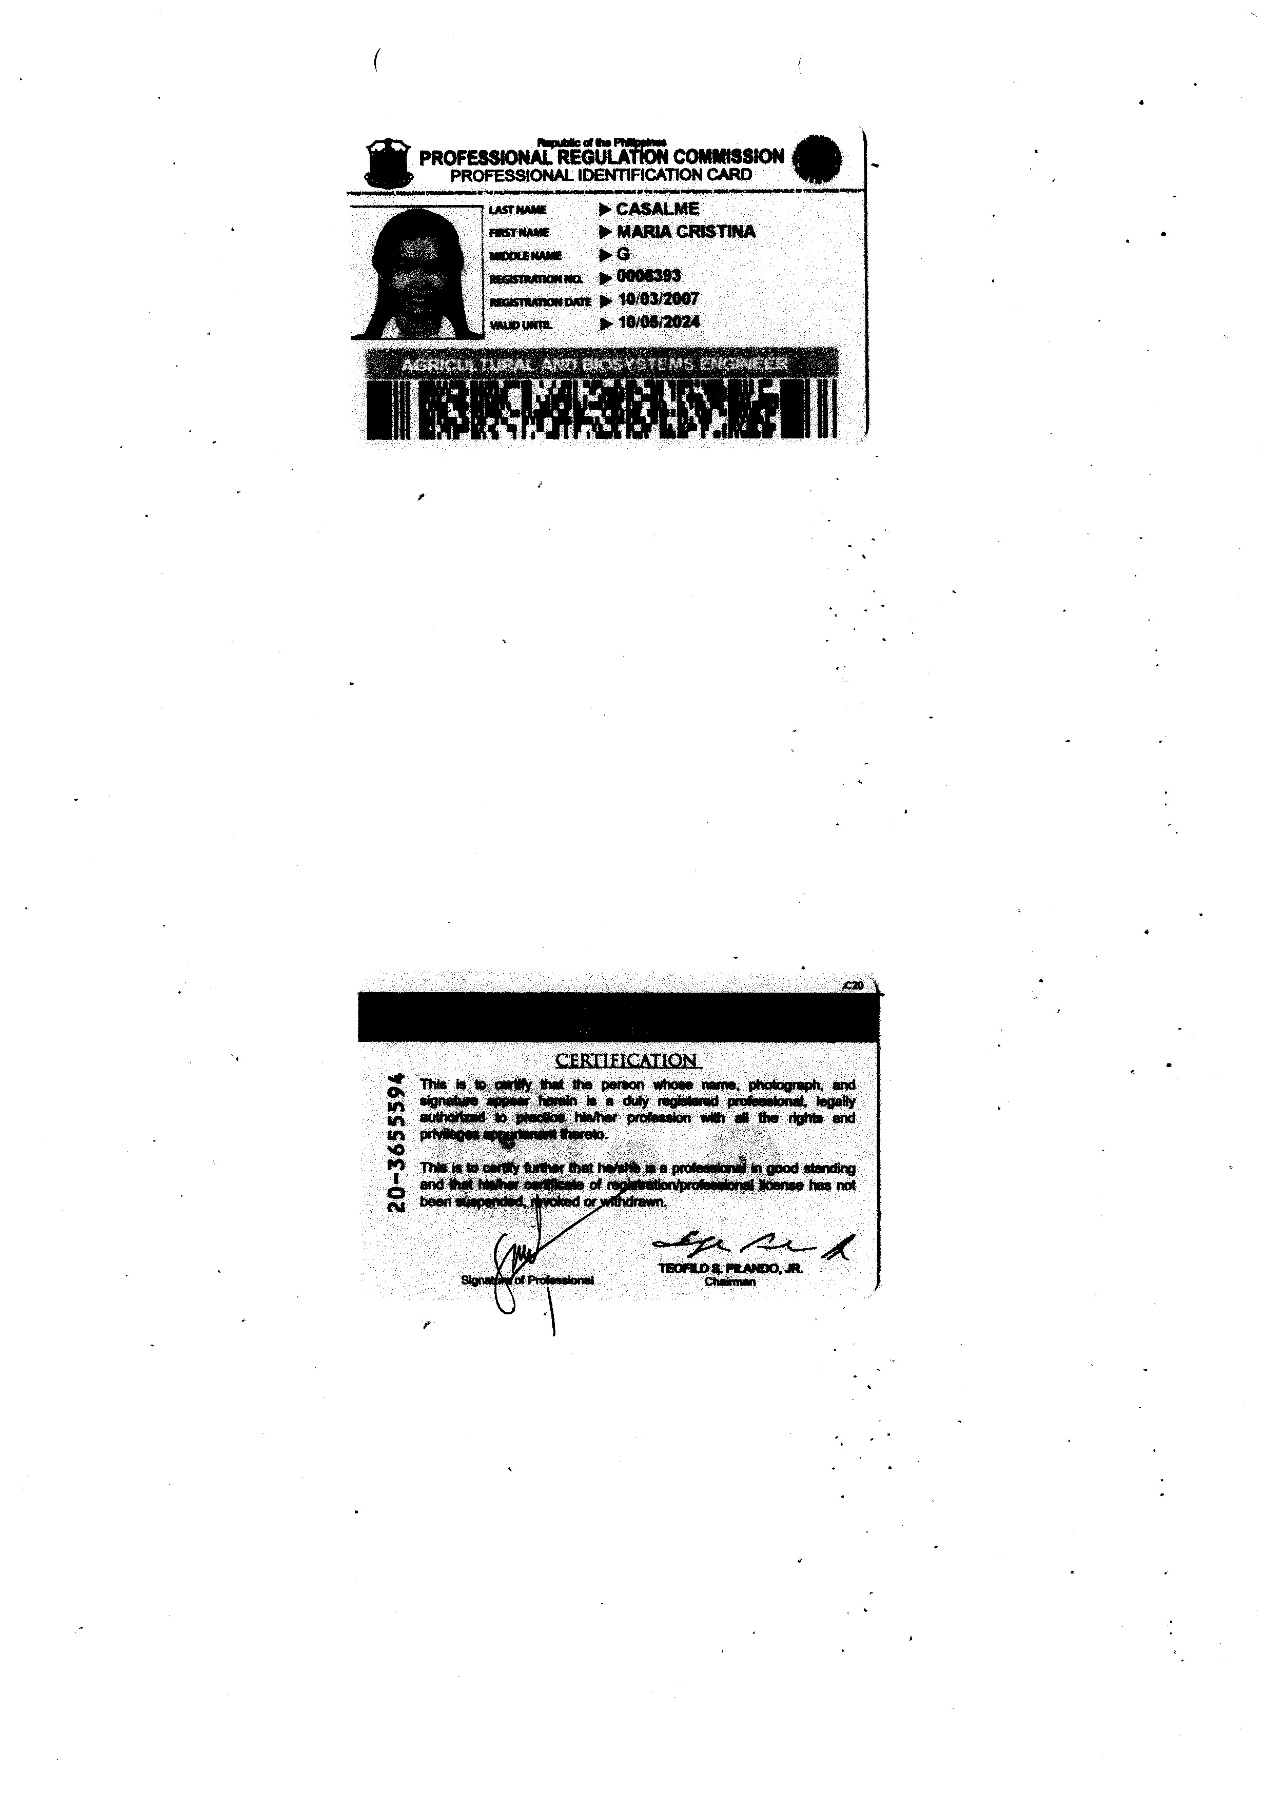 Republic of the Philippines
PROFESSIONAL REGULATION COMMISSION
PROFESSIONAL IDENTIFICATION CARD
LAST NAME ▶ CASALME
FIRST NAME ▶ MARIA CRISTINA
MIDDLE NAME ▶ G
REGISTRATION NO. ▶ 0006393
REGISTRATION DATE ▶ 10/03/2007
VALID UNTIL ▶ 10/05/2024
AGRICULTURAL AND BIOSYSTEMS ENGINEER
C20
CERTIFICATION
This is to certify that the person whose name, photograph, and
signature appear herein is a duly registered professional, legally
authorized to practice his/her profession with all the rights and
privileges appurtenant thereto.
This is to certify further that he/she is a professional in good standing
and that his/her certificate of registration/professional license has not
been suspended, revoked or withdrawn.
20-3655594
Signature of Professional
TEOFILO S. PILANDO, JR.
Chairman